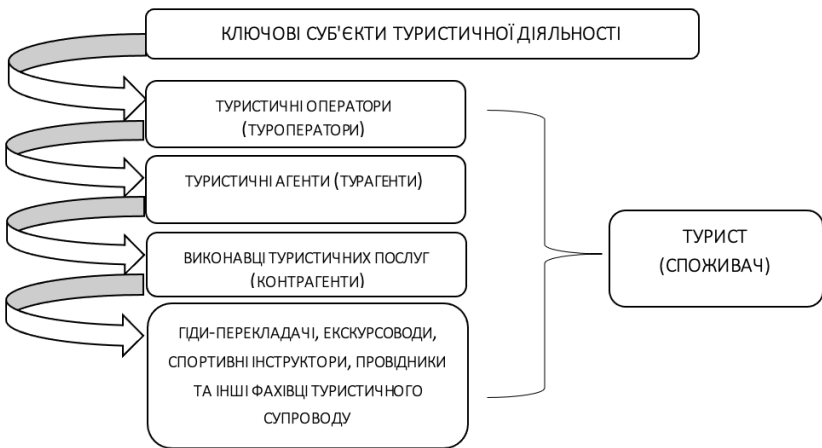 КЛЮЧОВІ СУБ'ЄКТИ ТУРИСТИЧНОЇ ДІЯЛЬНОСТІ
ТУРИСТИЧНІ ОПЕРАТОРИ
(ТУРОПЕРАТОРИ)
ТУРИСТИЧНІ АГЕНТИ (ТУРАГЕНТИ)
ВИКОНАВЦІ ТУРИСТИЧНИХ ПОСЛУГ
(КОНТРАГЕНТИ)
ГІДИ-ПЕРЕКЛАДАЧІ, ЕКСКУРСОВОДИ,
СПОРТИВНІ ІНСТРУКТОРИ, ПРОВІДНИКИ
ТА ІНШІ ФАХІВЦІ ТУРИСТИЧНОГО
СУПРОВОДУ
ТУРИСТ
(СПОЖИВАЧ)